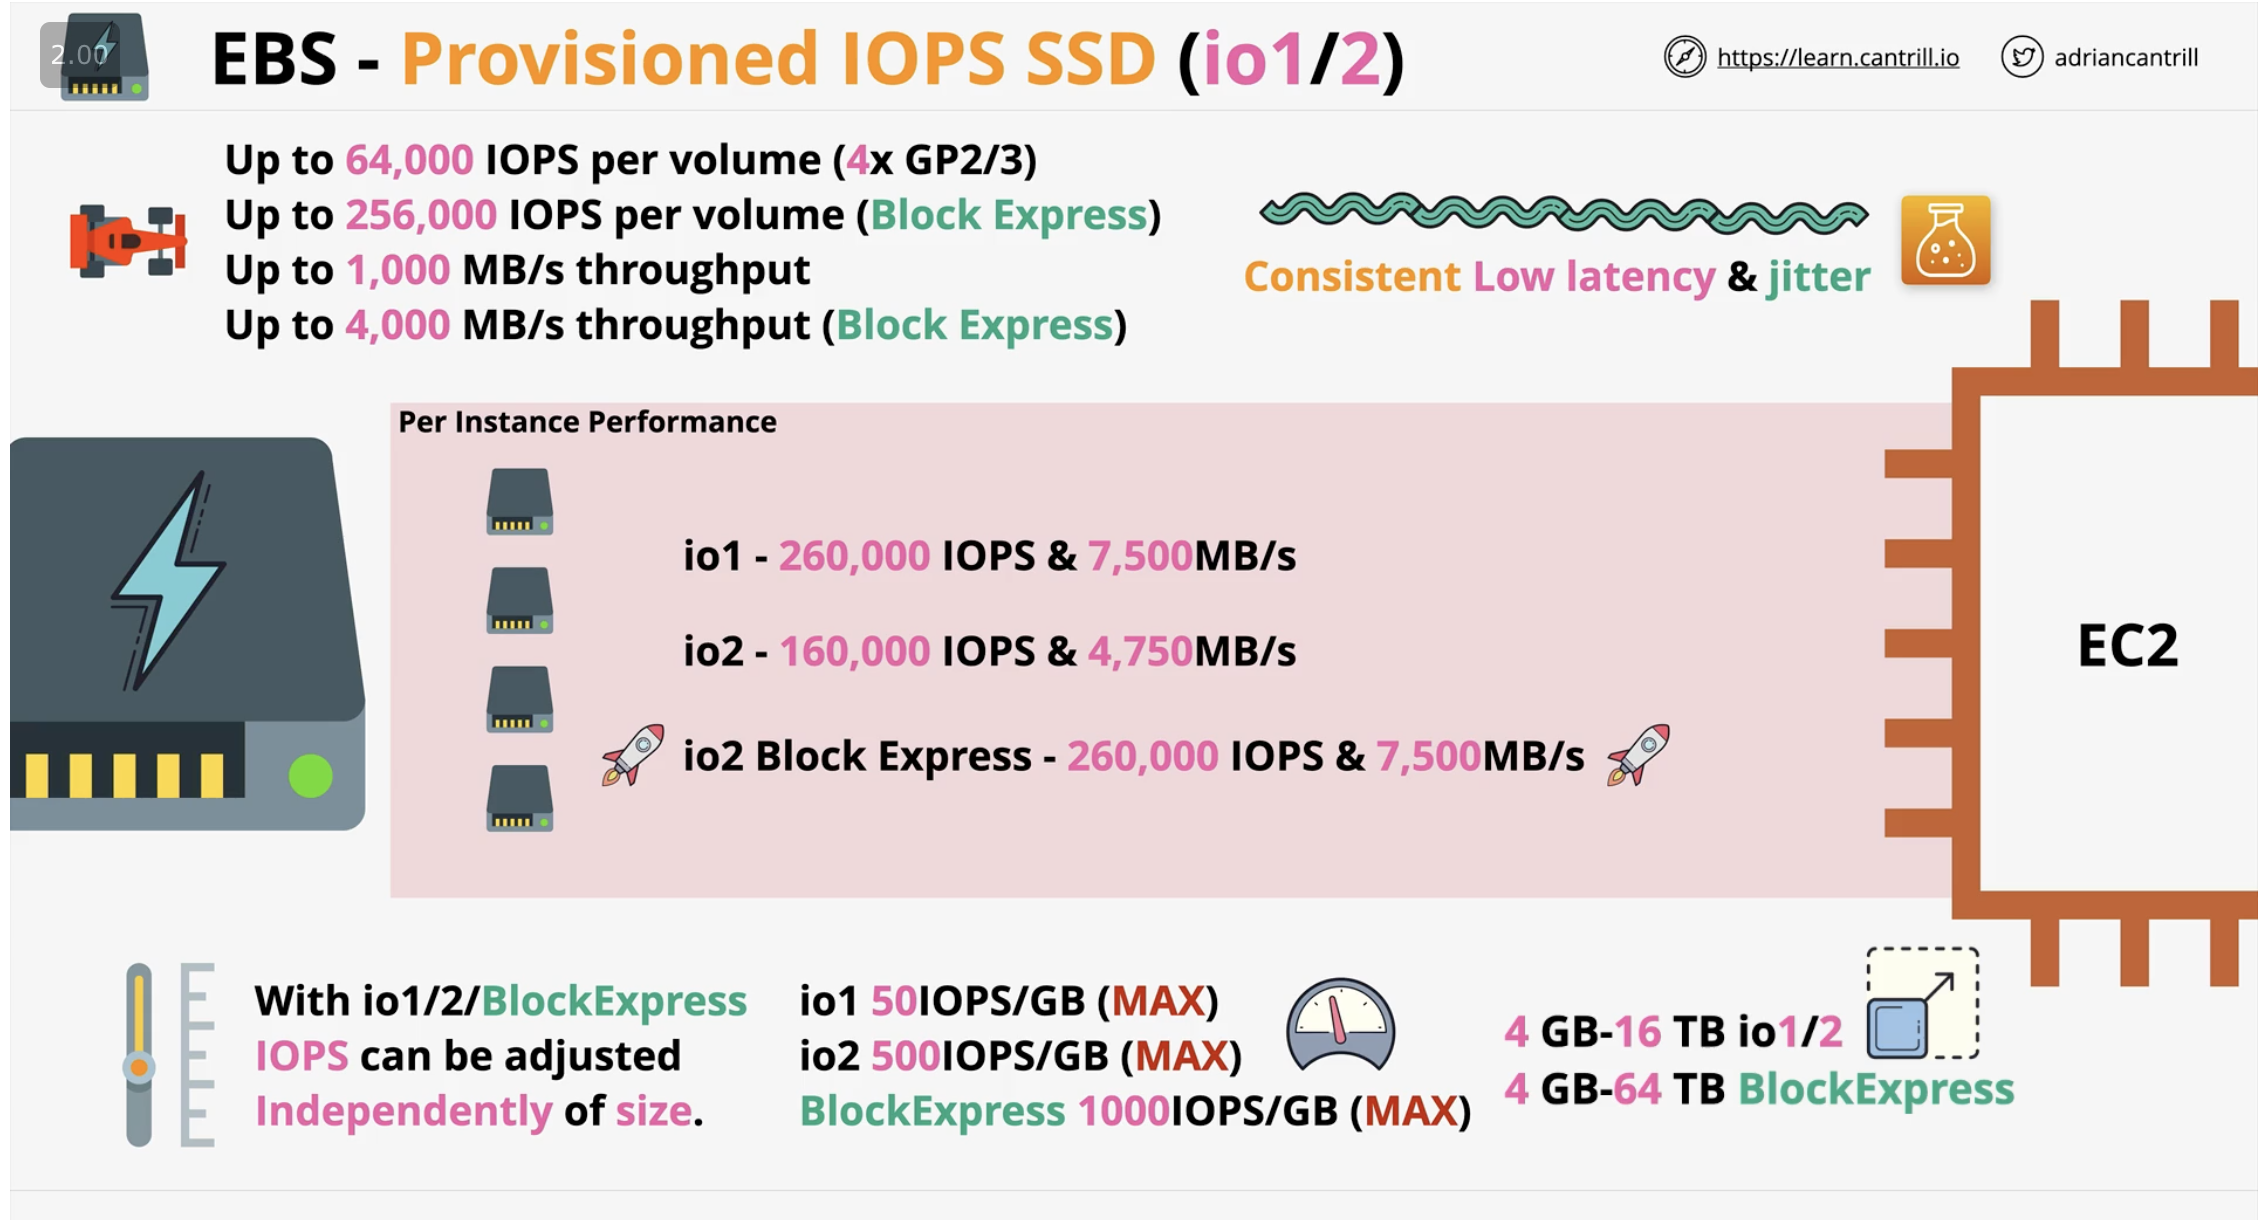 2.00
EBS - Provisioned IOPS SSD (io1/2)
https://learn.cantrill.io
adriancantrill
Up to 64,000 IOPS per volume (4x GP2/3)
Up to 256,000 IOPS per volume (Block Express)
Up to 1,000 MB/s throughput
Up to 4,000 MB/s throughput (Block Express)
Consistent Low latency & jitter
Per Instance Performance
io1 - 260,000 IOPS & 7,500MB/s
io2 - 160,000 IOPS & 4,750MB/s
io2 Block Express - 260,000 IOPS & 7,500MB/s
EC2
With io1/2/BlockExpress
IOPS can be adjusted
Independently of size.
io1 50IOPS/GB (MAX)
io2 500IOPS/GB (MAX)
BlockExpress 1000IOPS/GB (MAX)
4 GB-16 TB io1/2
4 GB-64 TB BlockExpress